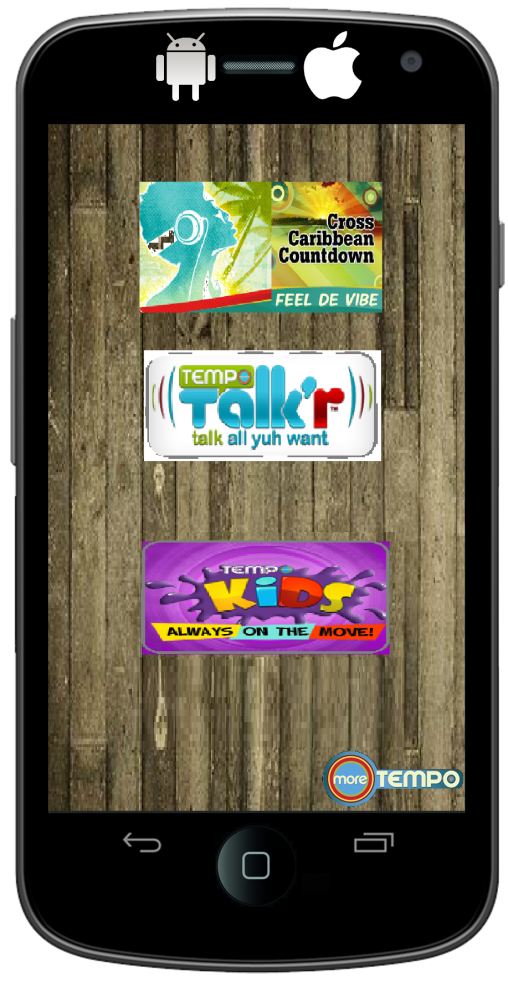 Cross
Caribbean
Countdown
FEEL DE VIBE
TEMPO
Talk'r™
talk all yuh want
TEMPO
KiDS
ALWAYS ON THE MOVE!
more TEMPO